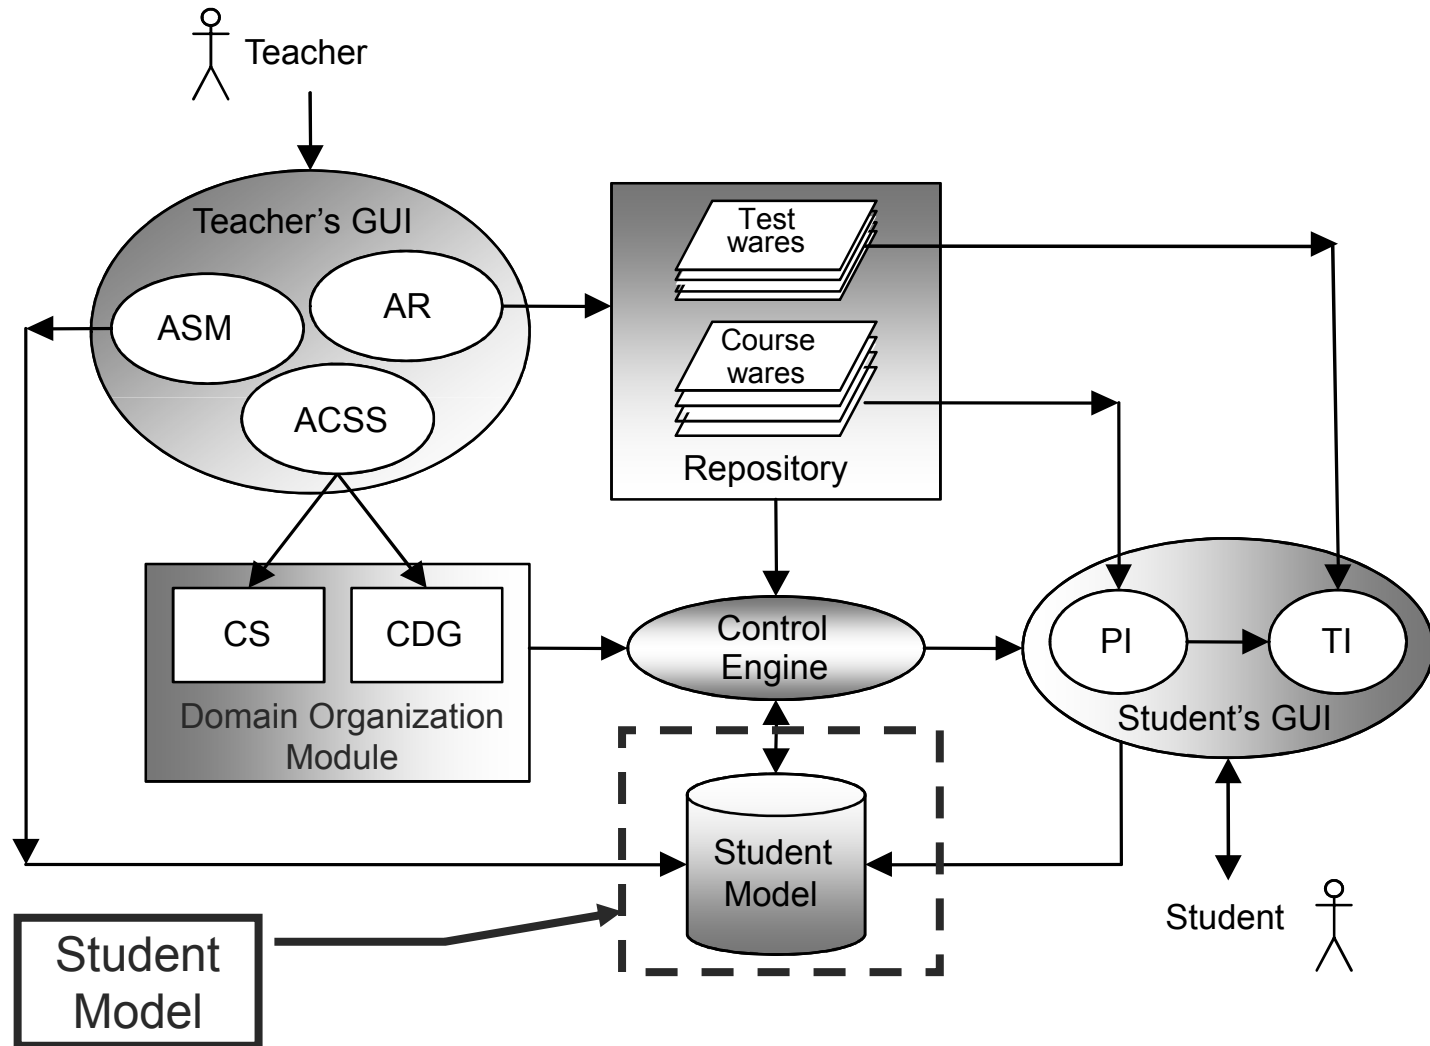 Teacher
Teacher's GUI
ASM
AR
ACSS
Test
wares
Course
wares
Repository
CS
CDG
Domain Organization
Module
Control
Engine
PI
TI
Student's GUI
Student
Model
Student
Student
Model